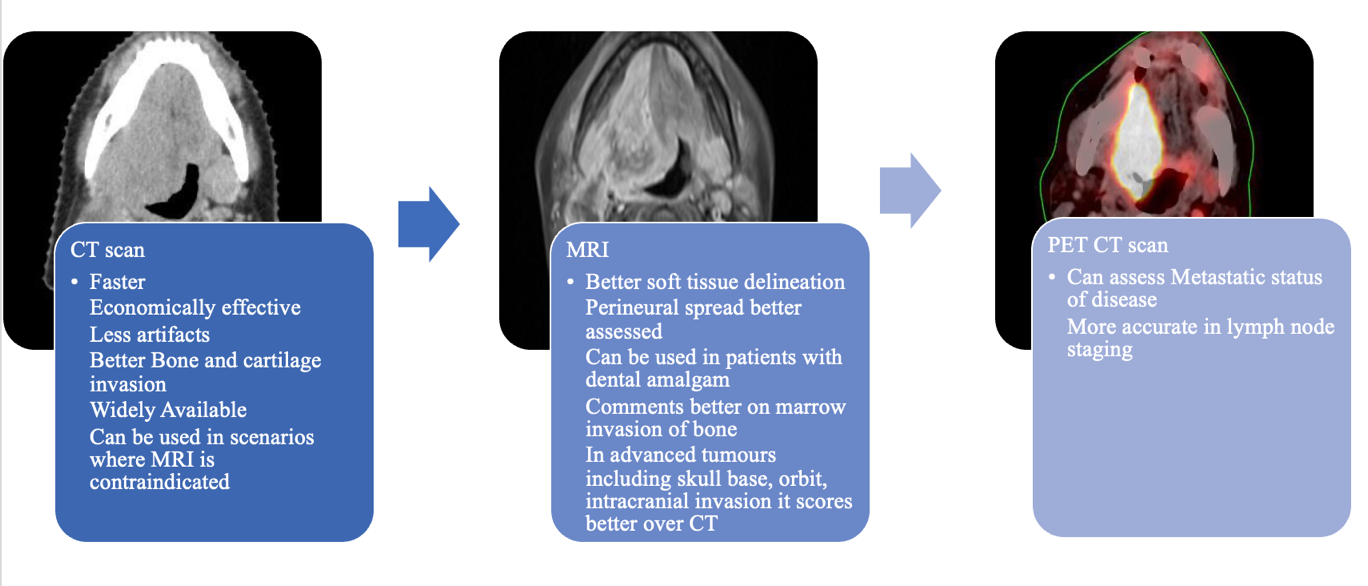 CT scan
• Faster
Economically effective
Less artifacts
Better Bone and cartilage
invasion
Widely Available
Can be used in scenarios
where MRI is
contraindicated
MRI
• Better soft tissue delineation
Perineural spread better
assessed
Can be used in patients with
dental amalgam
Comments better on marrow
invasion of bone
In advanced tumours
including skull base, orbit,
intracranial invasion it scores
better over CT
PET CT scan
• Can assess Metastatic status
of disease
More accurate in lymph node
staging